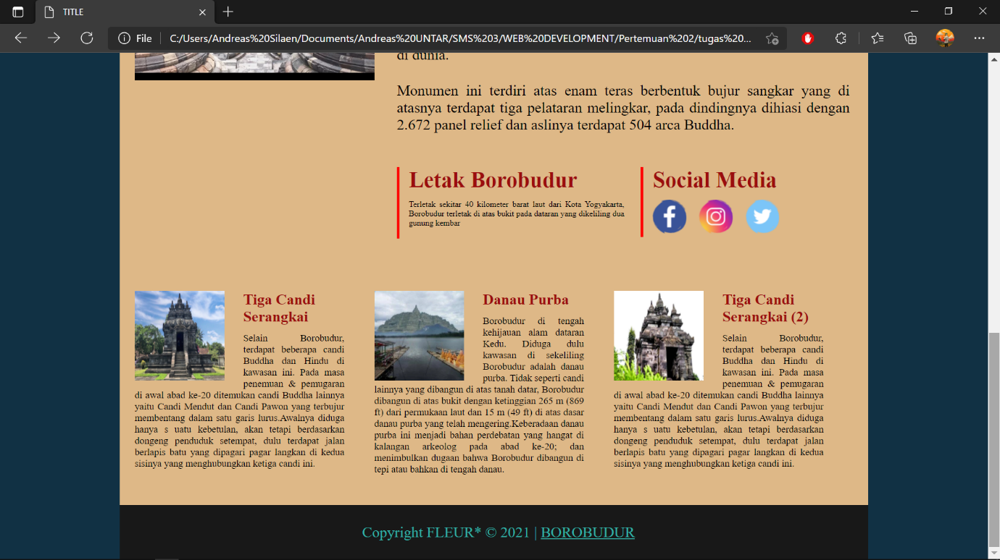 TITLE
File
C:/Users/Andreas%20Silaen/Documents/Andreas%20UNTAR/SMS%203/WEB%20DEVELOPMENT/Pertemuan%202/tugas%20...
di dunia.
Monumen ini terdiri atas enam teras berbentuk bujur sangkar yang di
atasnya terdapat tiga pelataran melingkar, pada dindingnya dihiasi dengan
2.672 panel relief dan aslinya terdapat 504 arca Buddha.
Letak Borobudur
Terletak sekitar 40 kilometer barat laut dari Kota Yogyakarta,
Borobudur terletak di atas bukit pada dataran yang dikeliling dua
gunung kembar
Social Media
Tiga Candi
Serangkai
Selain Borobudur,
terdapat beberapa candi
Buddha dan Hindu di
kawasan ini. Pada masa
penemuan & pemugaran
di awal abad ke-20 ditemukan candi Buddha lainnya
yaitu Candi Mendut dan Candi Pawon yang terbujur
membentang dalam satu garis lurus.Awalnya diduga
hanya s uatu kebetulan, akan tetapi berdasarkan
dongeng penduduk setempat, dulu terdapat jalan
berlapis batu yang dipagari pagar langkan di kedua
sisinya yang menghubungkan ketiga candi ini.
Danau Purba
Borobudur di tengah
kehijauan alam dataran
Kedu. Diduga dulu
kawasan di sekeliling
Borobudur adalah danau
purba. Tidak seperti candi
lainnya yang dibangun di atas tanah datar, Borobudur
dibangun di atas bukit dengan ketinggian 265 m (869
ft) dari permukaan laut dan 15 m (49 ft) di atas dasar
danau purba yang telah mengering.Keberadaan danau
purba ini menjadi bahan perdebatan yang hangat di
kalangan arkeolog pada abad ke-20; dan
menimbulkan dugaan bahwa Borobudur dibangun di
tepi atau bahkan di tengah danau.
Tiga Candi
Serangkai (2)
Selain Borobudur,
terdapat beberapa candi
Buddha dan Hindu di
kawasan ini. Pada masa
penemuan & pemugaran
di awal abad ke-20 ditemukan candi Buddha lainnya
yaitu Candi Mendut dan Candi Pawon yang terbujur
membentang dalam satu garis lurus.Awalnya diduga
hanya s uatu kebetulan, akan tetapi berdasarkan
dongeng penduduk setempat, dulu terdapat jalan
berlapis batu yang dipagari pagar langkan di kedua
sisinya yang menghubungkan ketiga candi ini.
Copyright FLEUR* © 2021 | BOROBUDUR